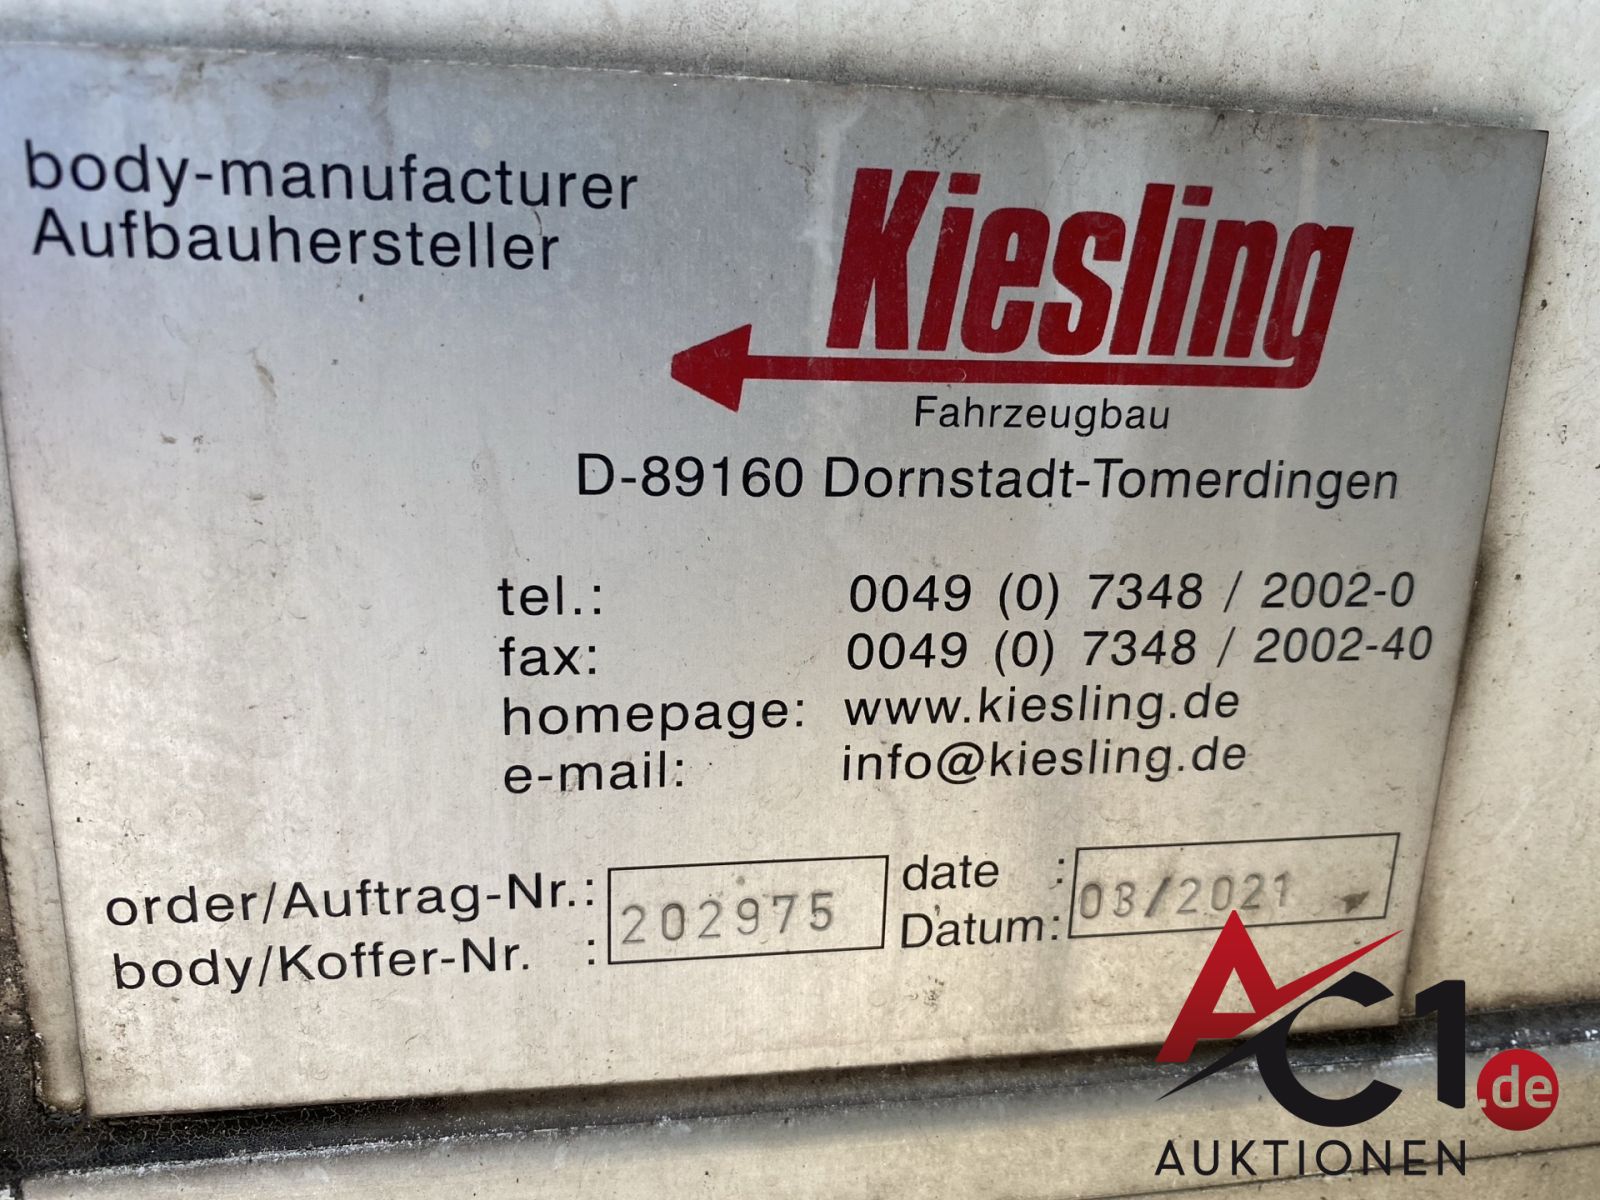 body-manufacturer
Aufbauhersteller
Kiesling
Fahrzeugbau
D-89160 Dornstadt-Tomerdingen
tel.: 0049 (0) 7348 / 2002-0
fax: 0049 (0) 7348 / 2002-40
homepage: www.kiesling.de
e-mail: info@kiesling.de
order/Auftrag-Nr.: 202975 date : 03/2021
body/Koffer-Nr. : Datum:
AC1.de
AUKTIONEN